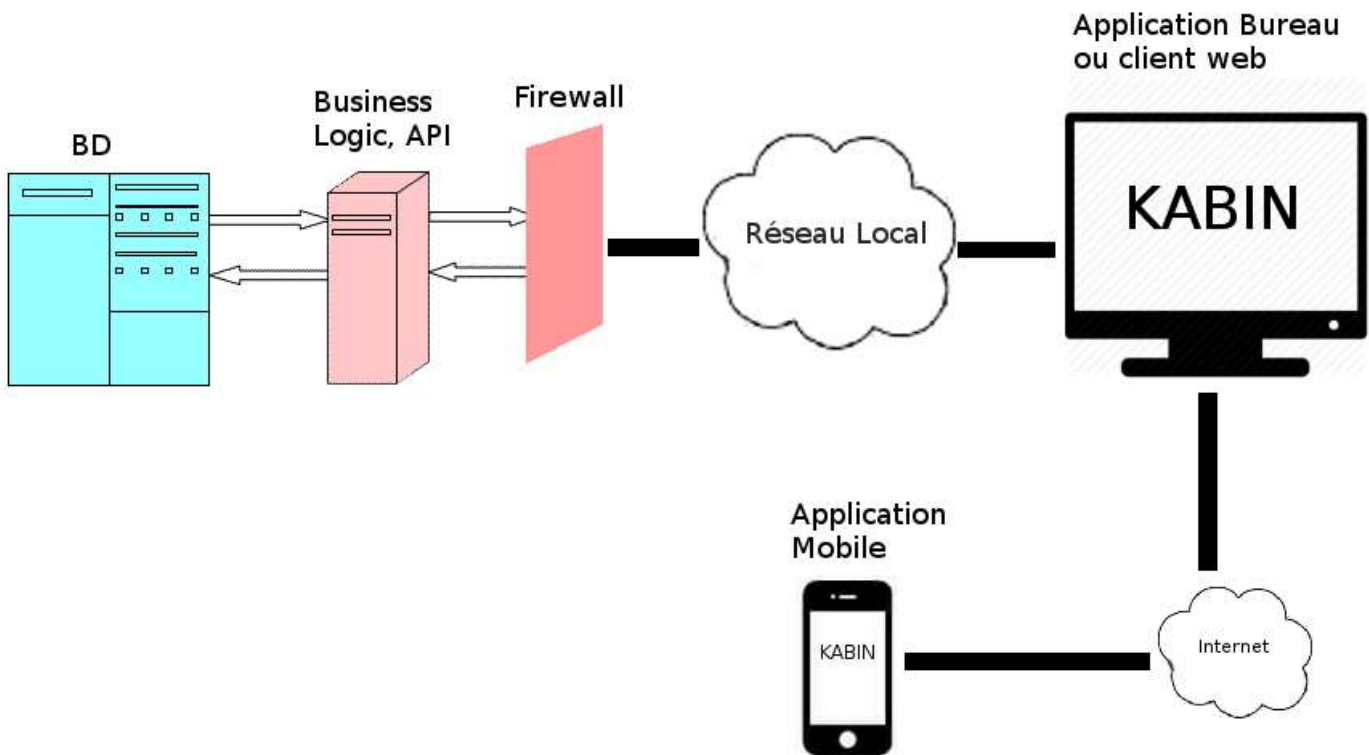 Application Bureau
ou client web
Business
Logic, API
Firewall
BD
KABIN
Réseau Local
Application
Mobile
KABIN
Internet